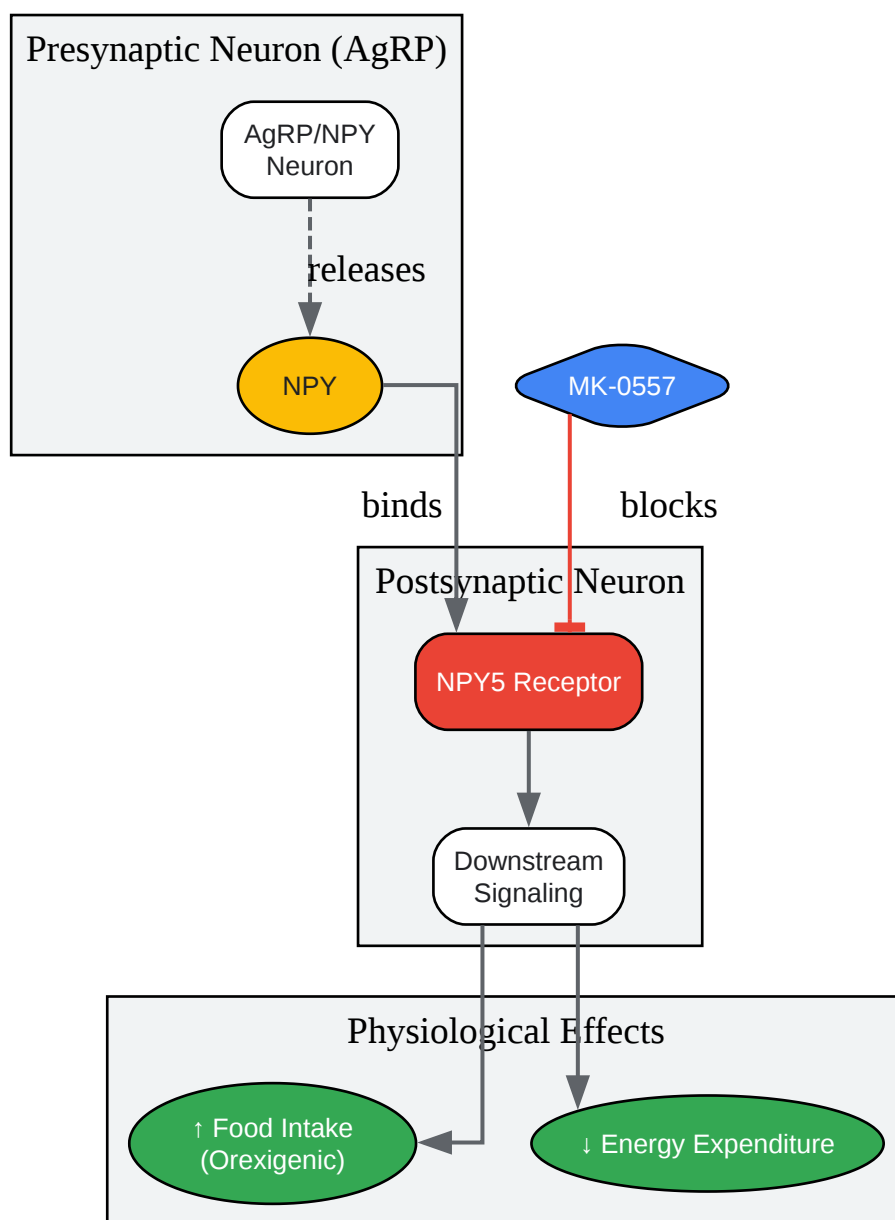 Presynaptic Neuron (AgRP)
AgRP/NPY
Neuron
releases
NPY
MK-0557
binds
blocks
Postsynaptic Neuron
NPY5 Receptor
Downstream
Signaling
Physiological Effects
↑ Food Intake
(Orexigenic)
↓ Energy Expenditure